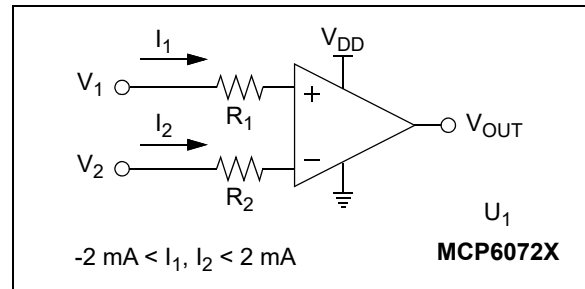 I1
VDD
V1
+
R1
VOUT
I2
V2
−
R2
U1
-2 mA < I1, I2 < 2 mA
MCP6072X